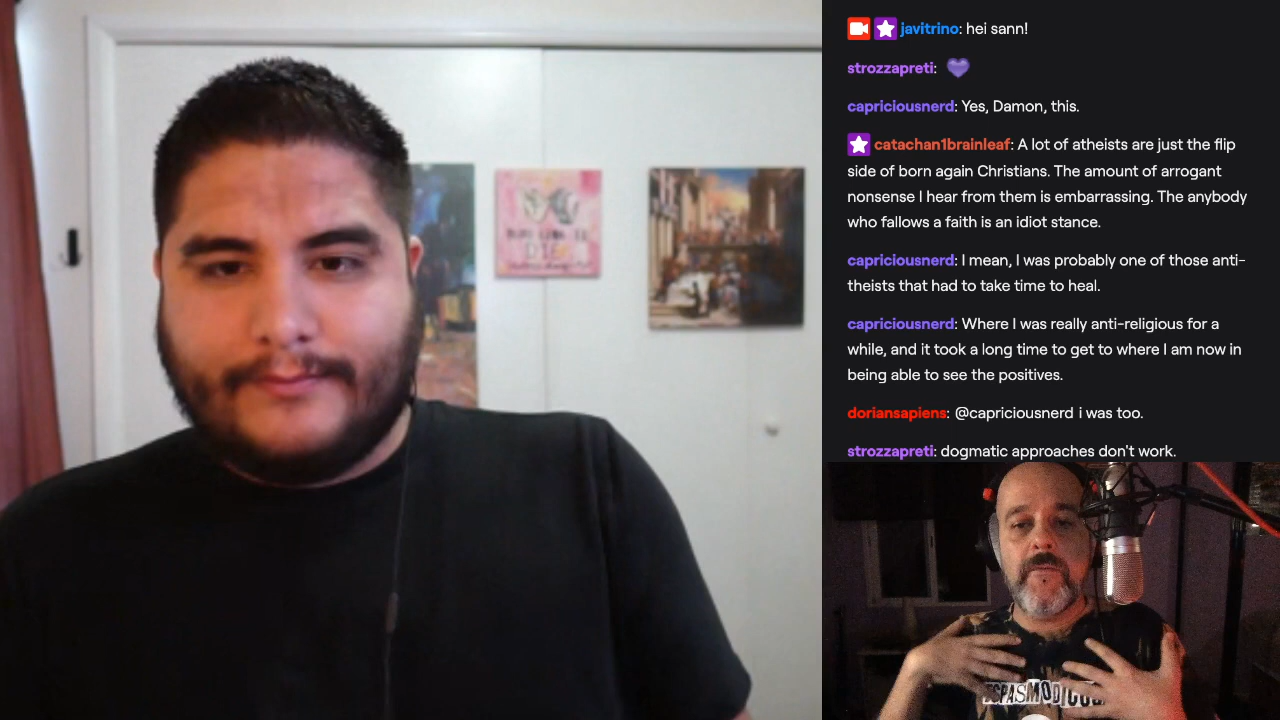 javitrino: hei sann!
strozzapreti:
capriciousnerd: Yes, Damon, this.
catachan1brainleaf: A lot of atheists are just the flip
side of born again Christians. The amount of arrogant
nonsense I hear from them is embarrassing. The anybody
who fallows a faith is an idiot stance.
capriciousnerd: I mean, I was probably one of those anti-
theists that had to take time to heal.
capriciousnerd: Where I was really anti-religious for a
while, and it took a long time to get to where I am now in
being able to see the positives.
doriansapiens: @capriciousnerd i was too.
strozzapreti: dogmatic approaches don't work.
DIE